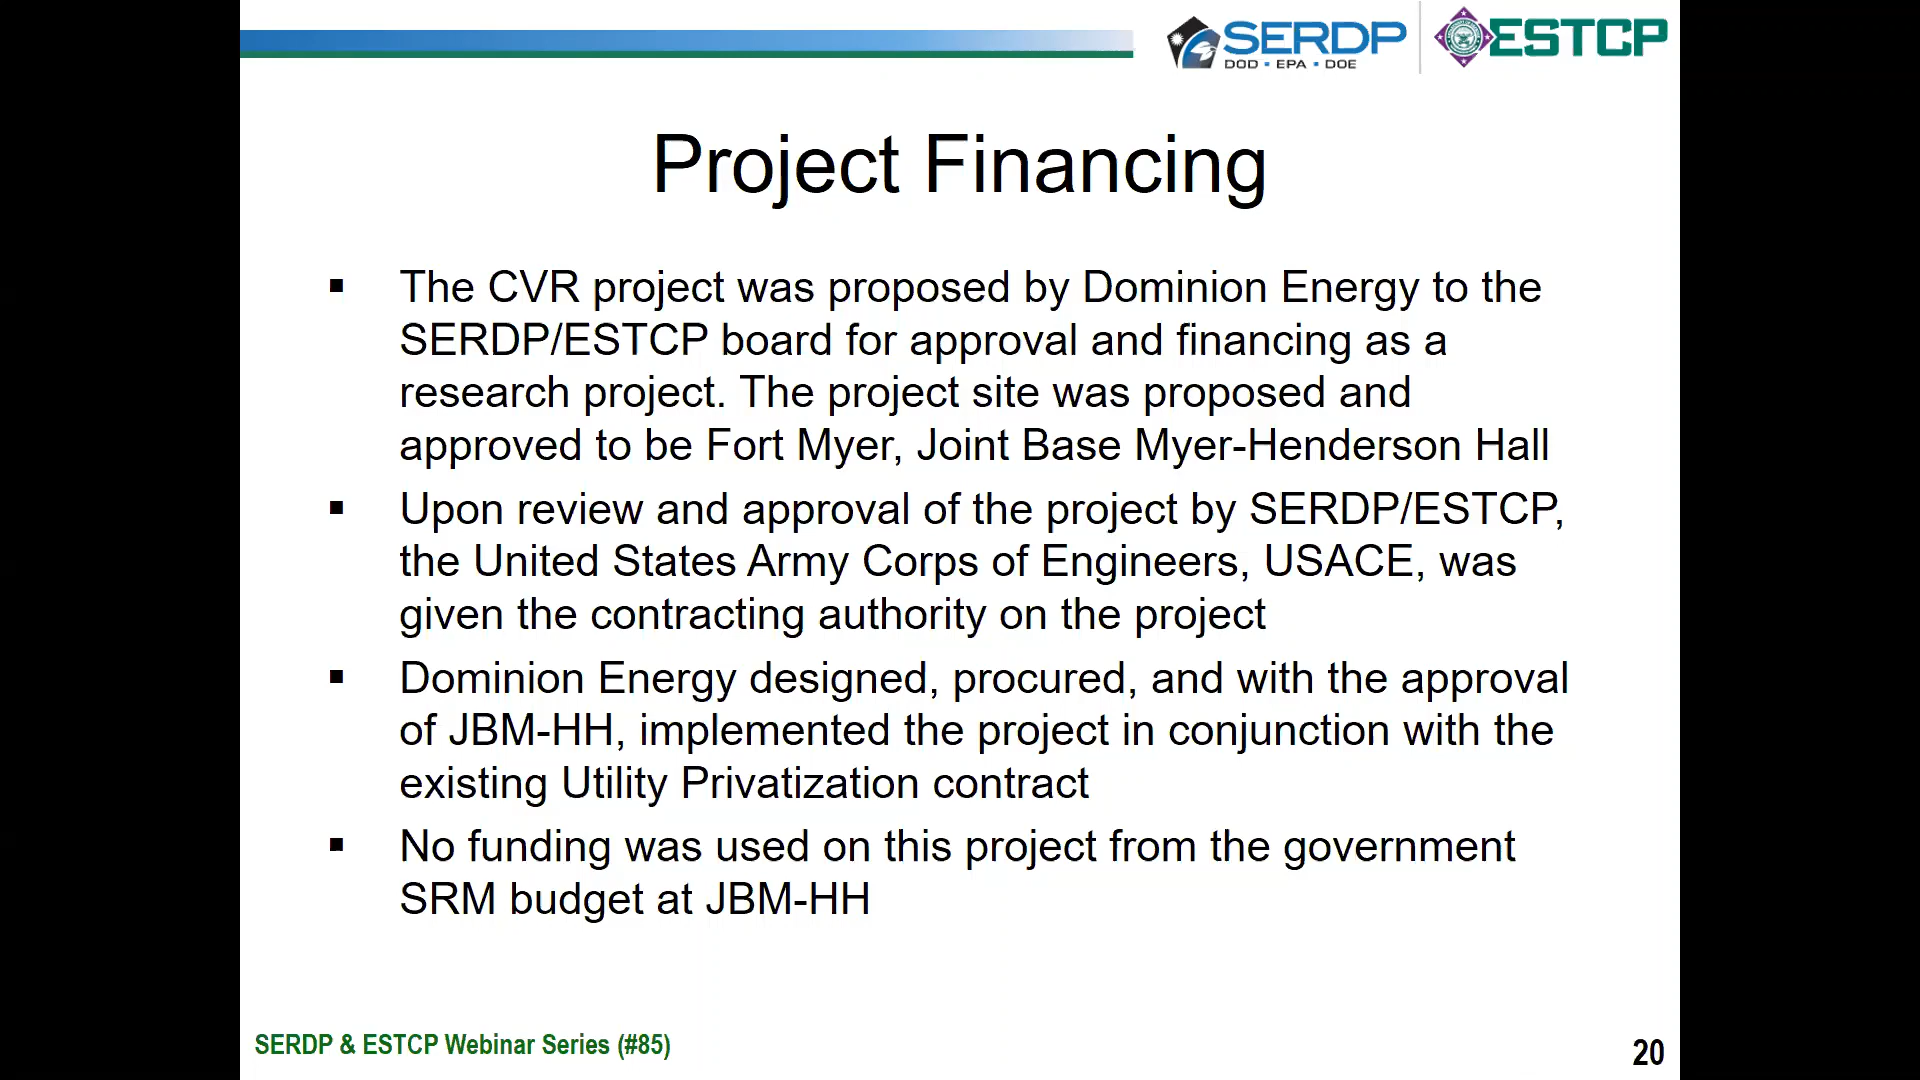 SERDP
DOD ▪ EPA ▪ DOE
ESTCP
Project Financing
▪ The CVR project was proposed by Dominion Energy to the
SERDP/ESTCP board for approval and financing as a
research project. The project site was proposed and
approved to be Fort Myer, Joint Base Myer-Henderson Hall
▪ Upon review and approval of the project by SERDP/ESTCP,
the United States Army Corps of Engineers, USACE, was
given the contracting authority on the project
▪ Dominion Energy designed, procured, and with the approval
of JBM-HH, implemented the project in conjunction with the
existing Utility Privatization contract
▪ No funding was used on this project from the government
SRM budget at JBM-HH
SERDP & ESTCP Webinar Series (#85)
20